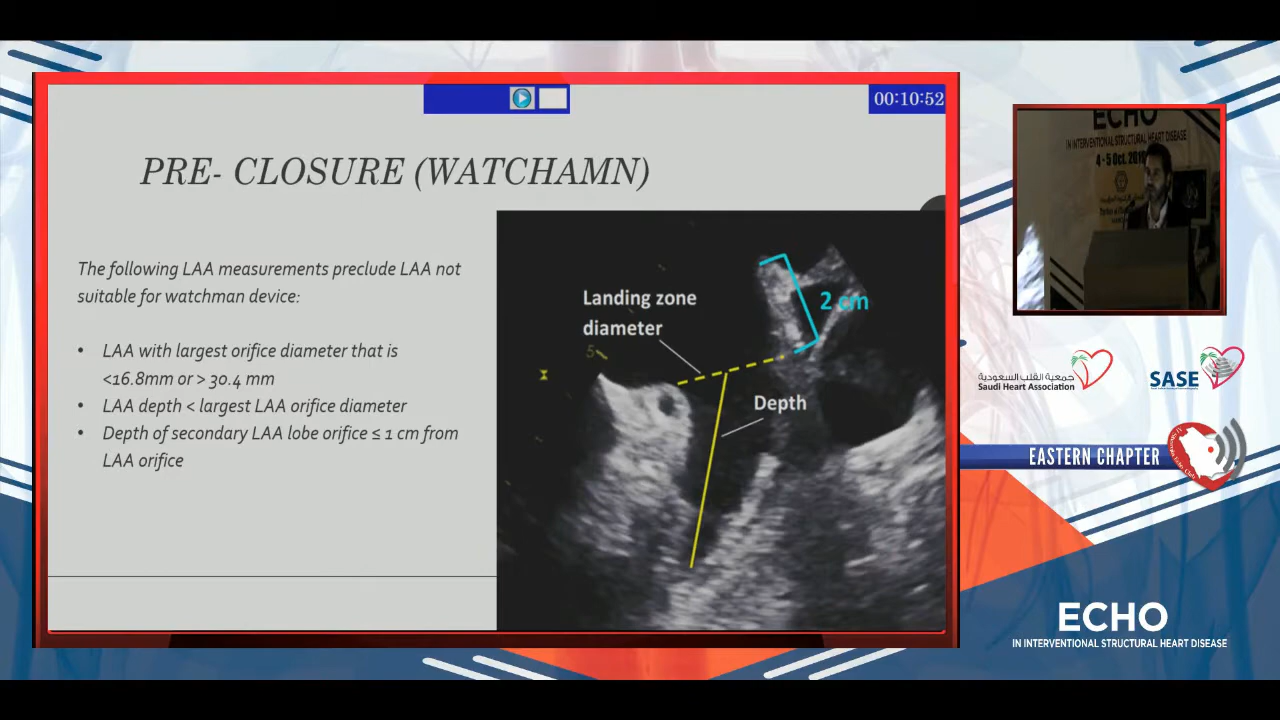 00:10:52
PRE- CLOSURE (WATCHAMN)
The following LAA measurements preclude LAA not
suitable for watchman device:
• LAA with largest orifice diameter that is
<16.8mm or > 30.4 mm
• LAA depth < largest LAA orifice diameter
• Depth of secondary LAA lobe orifice ≤ 1 cm from
LAA orifice
Landing zone
diameter
2 cm
5
Depth
ECHO
IN INTERVENTIONAL STRUCTURAL HEART DISEASE
جمعية القلب السعودية
Saudi Heart Association
SASE
EASTERN CHAPTER
ECHO
IN INTERVENTIONAL STRUCTURAL HEART DISEASE